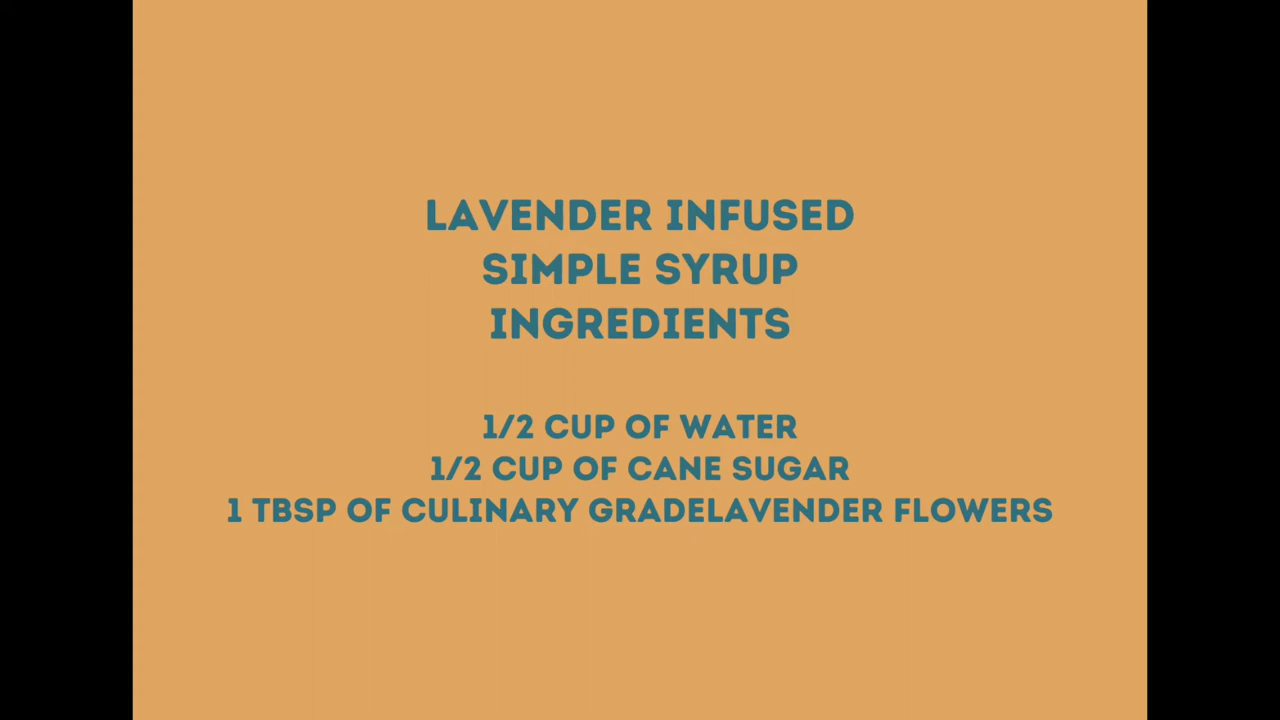 LAVENDER INFUSED
SIMPLE SYRUP
INGREDIENTS
1/2 CUP OF WATER
1/2 CUP OF CANE SUGAR
1 TBSP OF CULINARY GRADELAVENDER FLOWERS